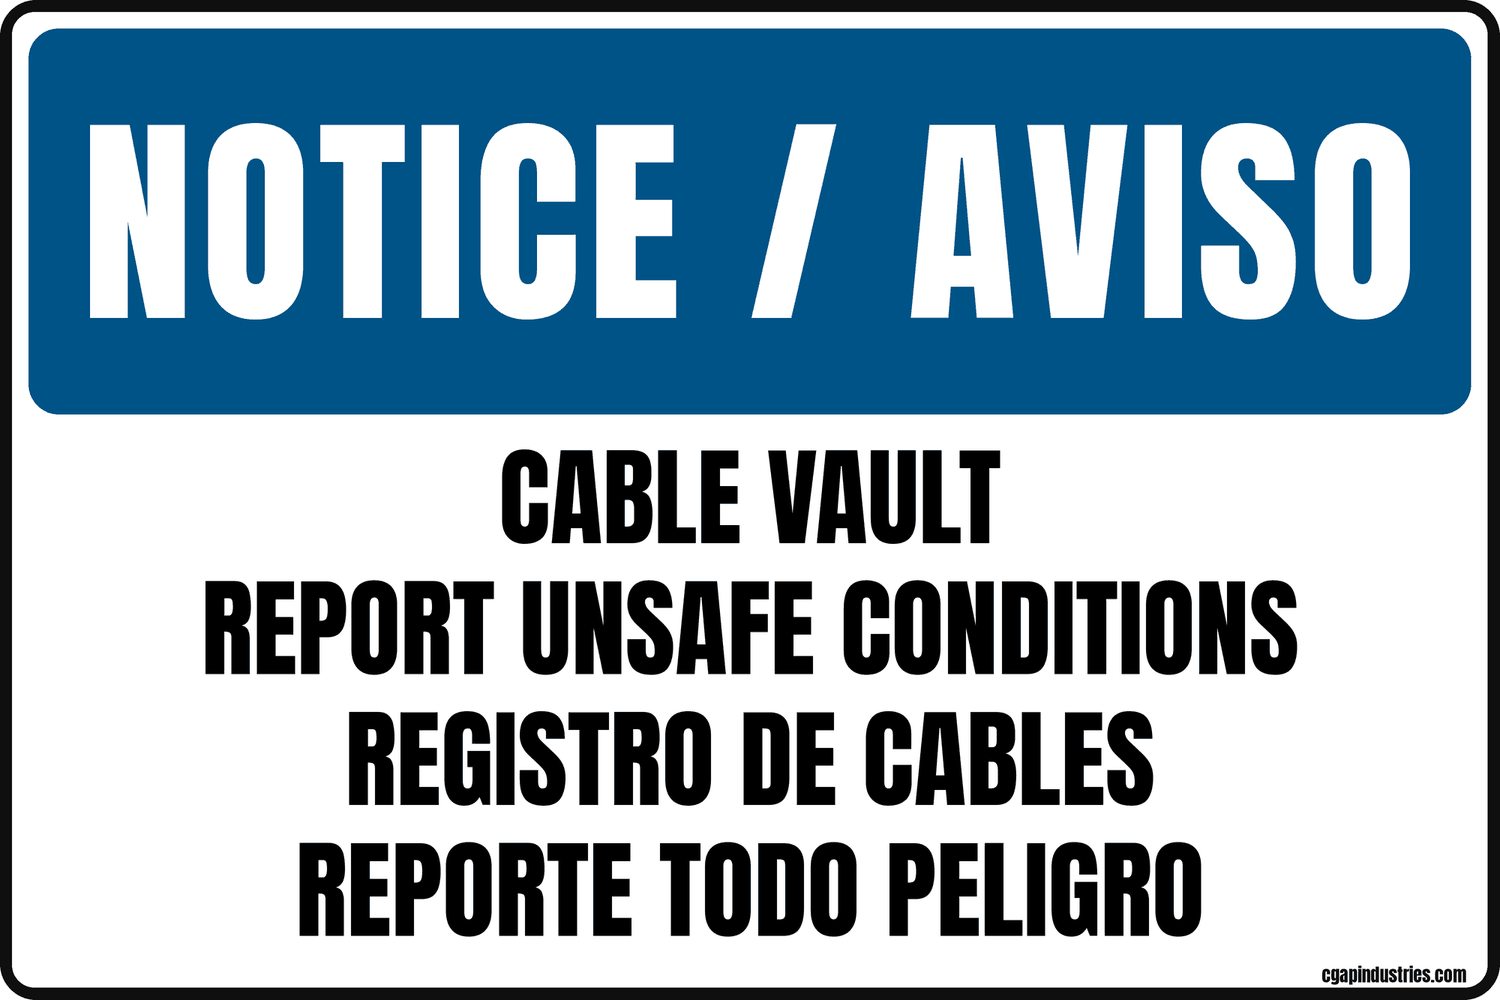 NOTICE / AVISO
CABLE VAULT
REPORT UNSAFE CONDITIONS
REGISTRO DE CABLES
REPORTE TODO PELIGRO
cgapindustries.com